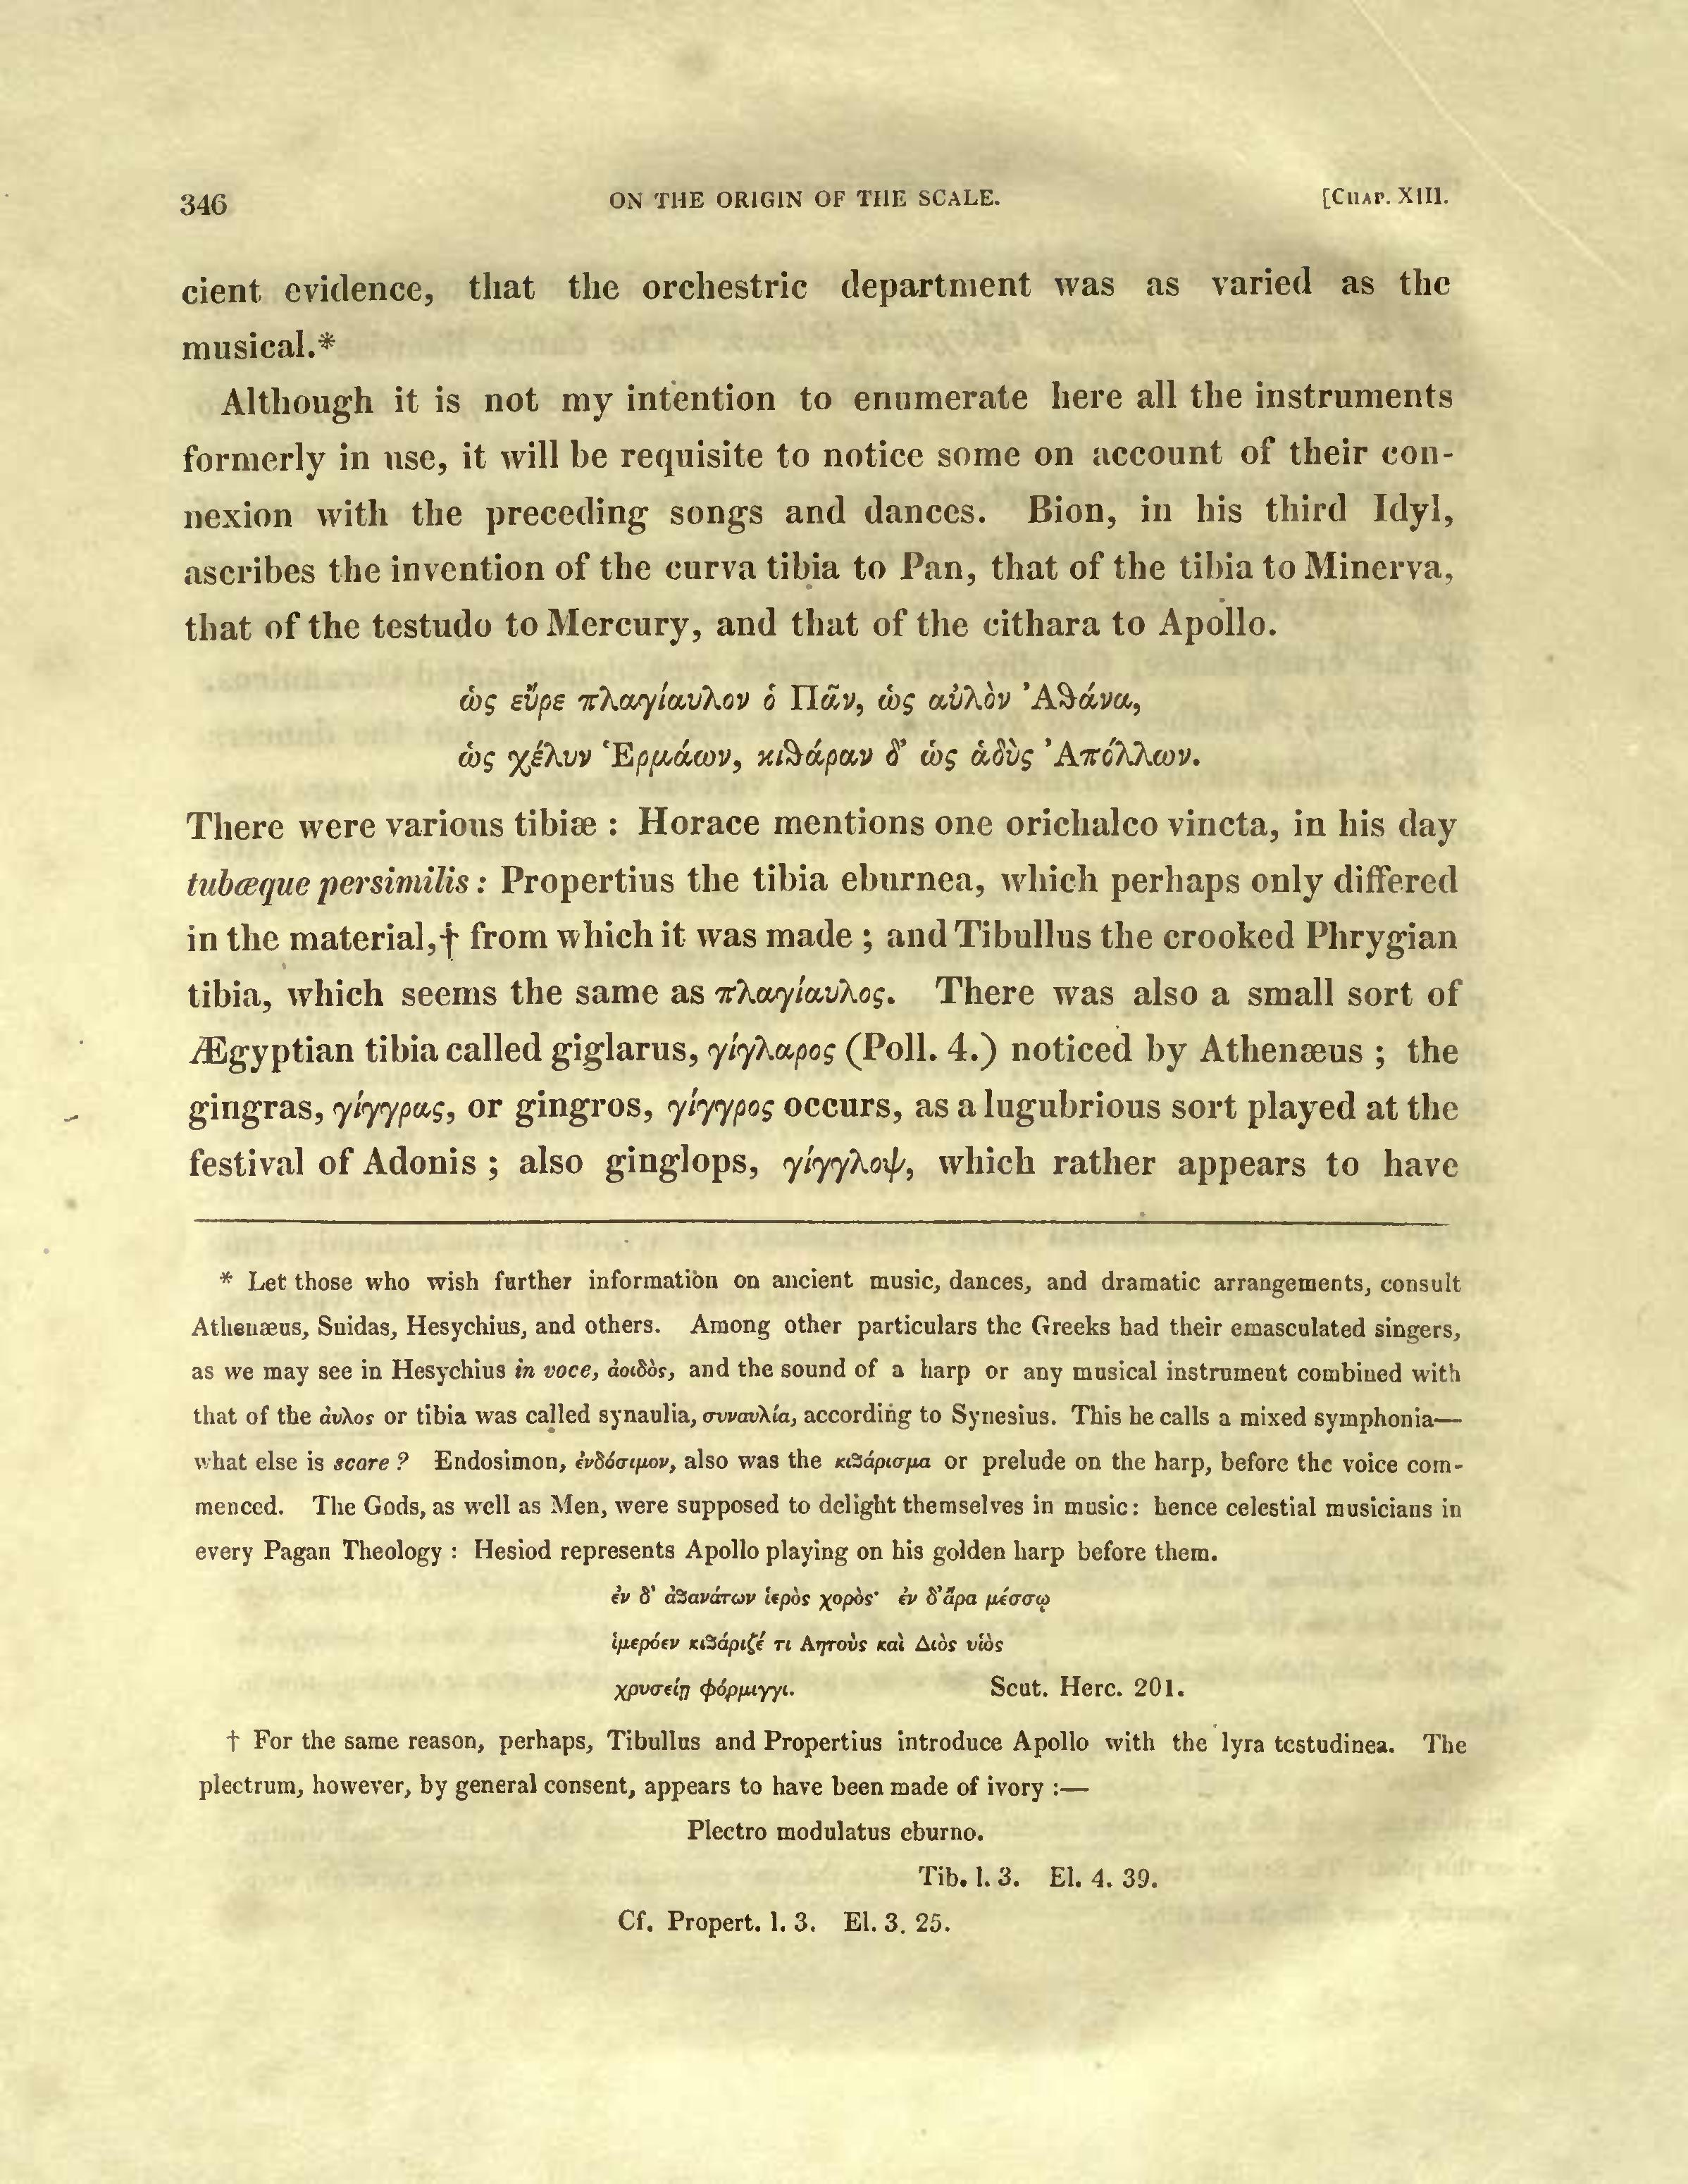 346 ON THE ORIGIN OF THE SCALE. [CHAP. XIII.
cient evidence, that the orchestric department was as varied as the
musical.*
Although it is not my intention to enumerate here all the instruments
formerly in use, it will be requisite to notice some on account of their con-
nexion with the preceding songs and dances. Bion, in his third Idyl,
ascribes the invention of the curva tibia to Pan, that of the tibia to Minerva,
that of the testudo to Mercury, and that of the cithara to Apollo.
ὡς εὗρε πλαγίαυλον ὁ Πᾶν, ὡς αὐλὸν ᾿Αθάνα,
ὡς χέλυν ῾Ερμάων, κιθάραν δ᾽ ὡς ἁδὺς ᾿Απόλλων.
There were various tibiæ : Horace mentions one orichalco vincta, in his day
tubæque persimilis : Propertius the tibia eburnea, which perhaps only differed
in the material,† from which it was made ; and Tibullus the crooked Phrygian
tibia, which seems the same as πλαγίαυλος. There was also a small sort of
Ægyptian tibia called giglarus, γίγλαρος (Poll. 4.) noticed by Athenæus ; the
gingras, γίγγρας, or gingros, γίγγρος occurs, as a lugubrious sort played at the
festival of Adonis ; also ginglops, γίγγλοψ, which rather appears to have
* Let those who wish further information on ancient music, dances, and dramatic arrangements, consult
Athenæus, Suidas, Hesychius, and others. Among other particulars the Greeks had their emasculated singers,
as we may see in Hesychius in voce, ἀοιδὸς, and the sound of a harp or any musical instrument combined with
that of the ἀυλος or tibia was called synaulia, συναυλία, according to Synesius. This he calls a mixed symphonia—
what else is score ? Endosimon, ἐνδόσιμον, also was the κιθάρισμα or prelude on the harp, before the voice com-
menced. The Gods, as well as Men, were supposed to delight themselves in music : hence celestial musicians in
every Pagan Theology : Hesiod represents Apollo playing on his golden harp before them.
ἐν δ᾽ ἀθανάτων ἱερὸς χορὸς· ἐν δ᾽ἄρα μέσσῳ
ἱμερόεν κιθάριζέ τι Λητοὺς καὶ Διὸς υἱὸς
χρυσείῃ φόρμιγγι. Scut. Herc. 201.
† For the same reason, perhaps, Tibullus and Propertius introduce Apollo with the lyra testudinea. The
plectrum, however, by general consent, appears to have been made of ivory :—
Plectro modulatus eburno.
Tib. l. 3. El. 4. 39.
Cf. Propert. l. 3. El. 3. 25.